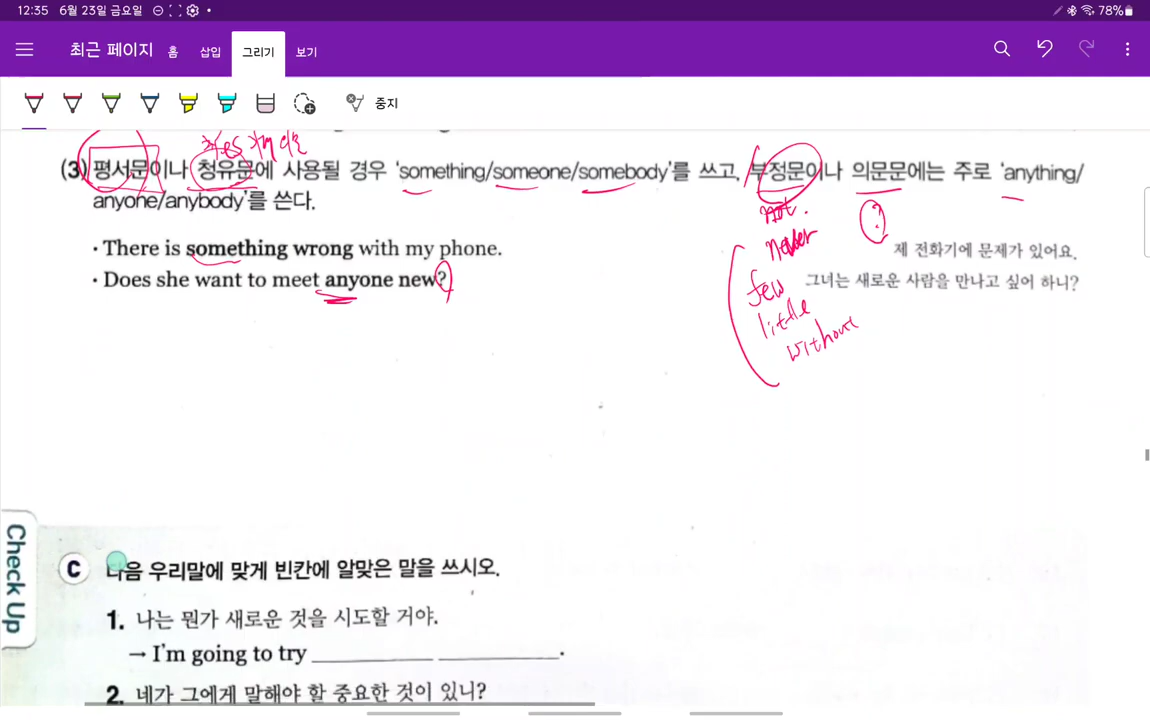 12:35 6월 23일 금요일 78%
최근 페이지 홈 삽입 그리기 보기
중지
yes
(3) 평서문이나 청유문에 사용될 경우 ‘something/someone/somebody’를 쓰고, 부정문이나 의문문에는 주로 ‘anything/
anyone/anybody’를 쓴다.
not.
?
never
· There is something wrong with my phone.
제 전화기에 문제가 있어요.
· Does she want to meet anyone new?
그녀는 새로운 사람을 만나고 싶어 하니?
few
little
without
Check Up
C 다음 우리말에 맞게 빈칸에 알맞은 말을 쓰시오.
1. 나는 뭔가 새로운 것을 시도할 거야.
→ I'm going to try ____________ ____________.
2. 네가 그에게 말해야 할 중요한 것이 있니?